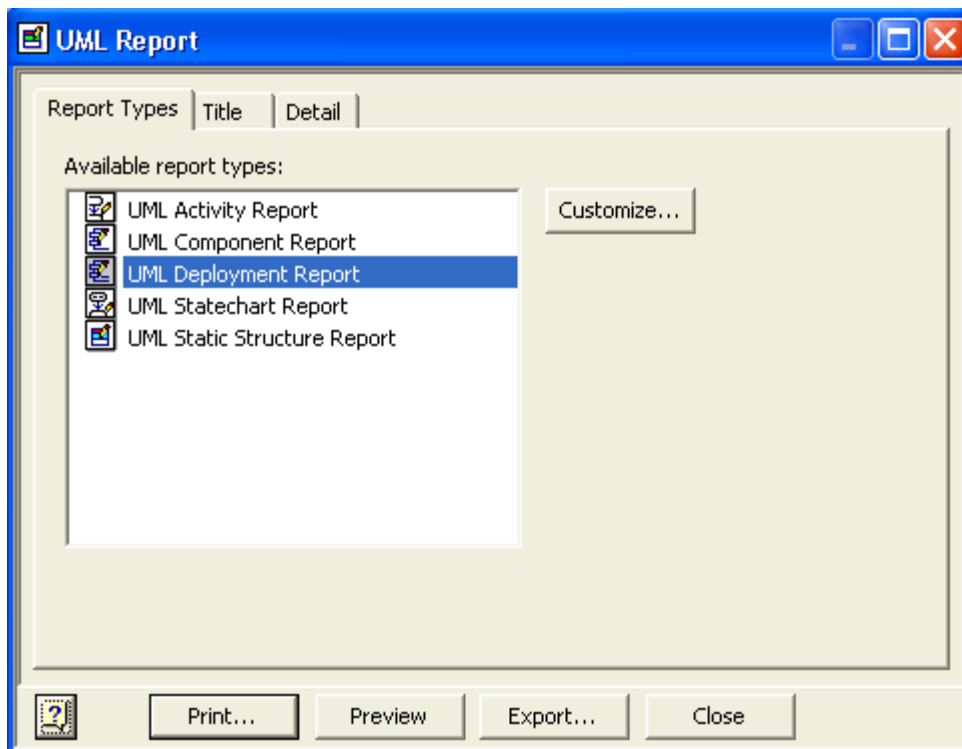 UML Report
Report Types Title Detail
Available report types:
UML Activity Report
Customize...
UML Component Report
UML Deployment Report
UML Statechart Report
UML Static Structure Report
? Print... Preview Export... Close